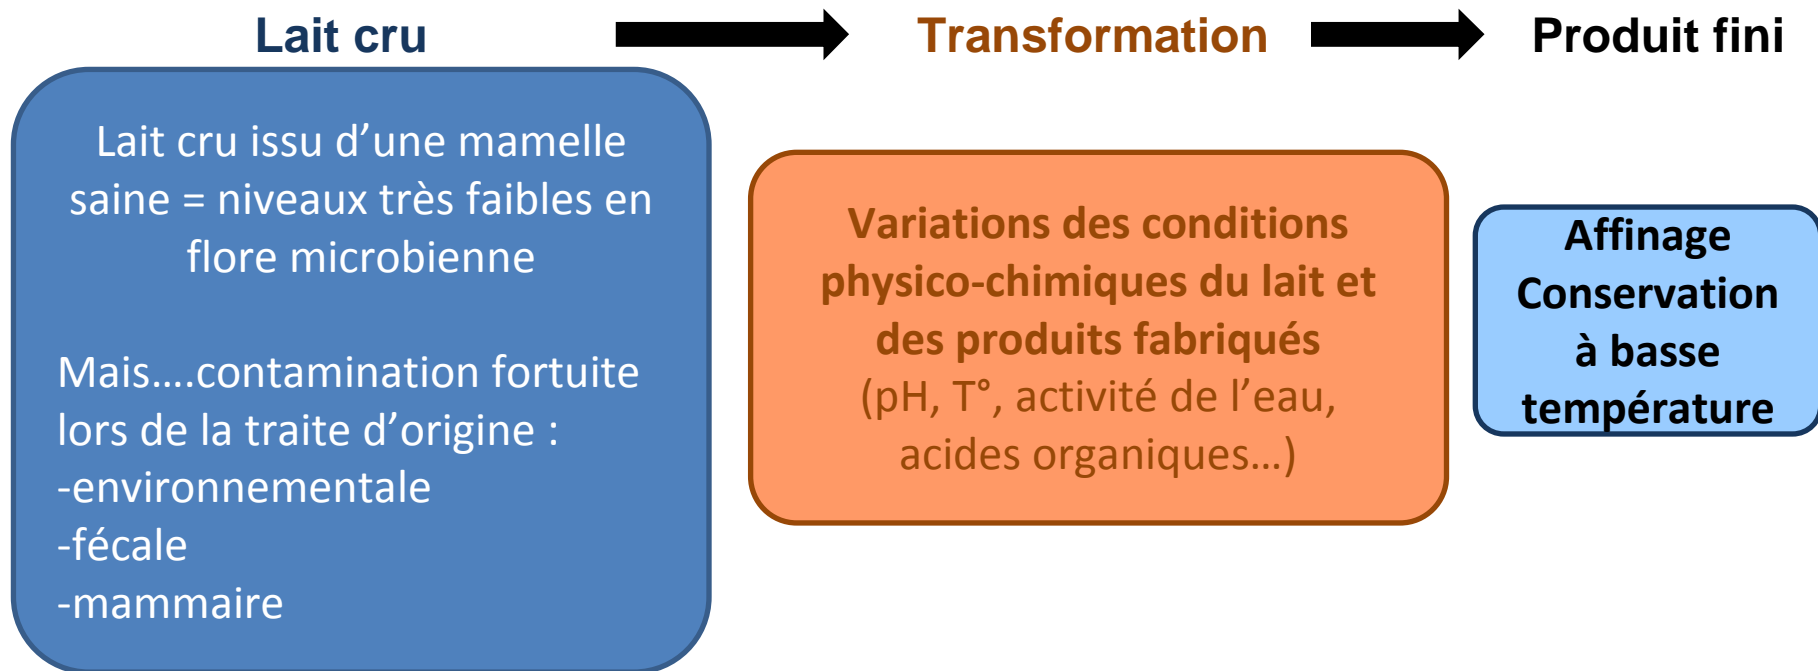 Lait cru
Transformation
Produit fini
Lait cru issu d’une mamelle
saine = niveaux très faibles en
flore microbienne
Mais....contamination fortuite
lors de la traite d’origine :
-environnementale
-fécale
-mammaire
Variations des conditions
physico-chimiques du lait et
des produits fabriqués
(pH, T°, activité de l’eau,
acides organiques…)
Affinage
Conservation
à basse
température